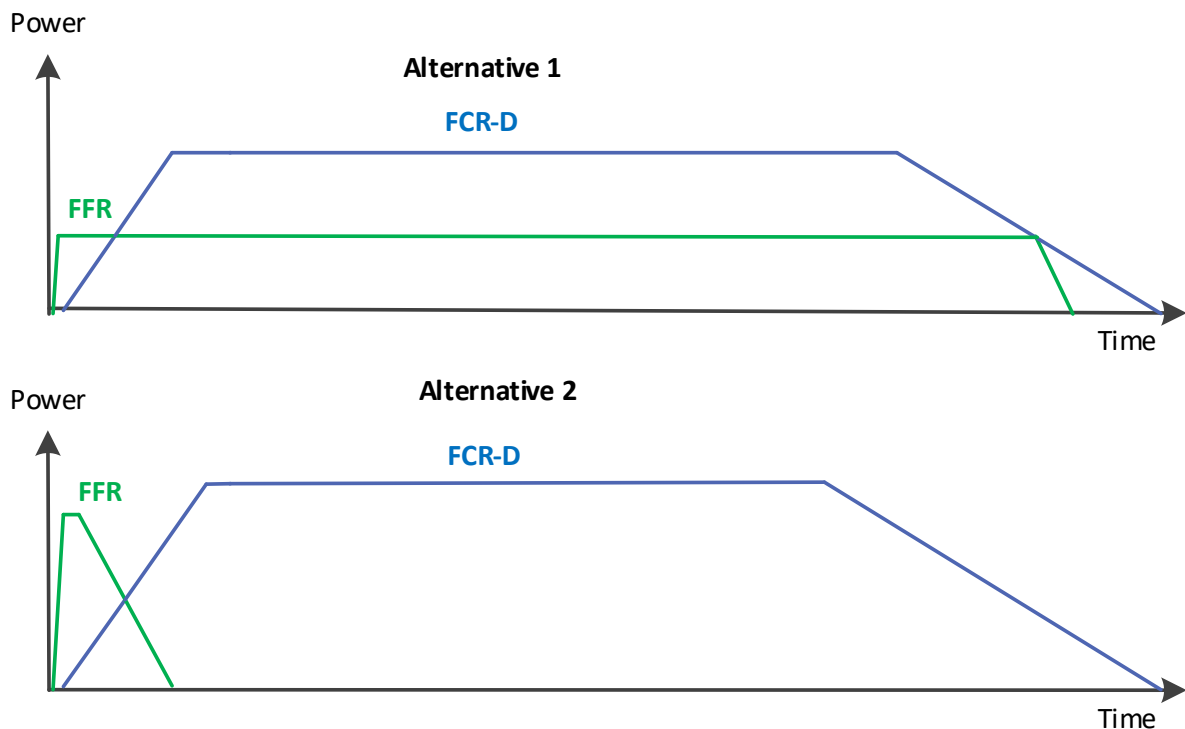 Power
Alternative 1
FCR-D
FFR
Time
Power
Alternative 2
FCR-D
FFR
Time